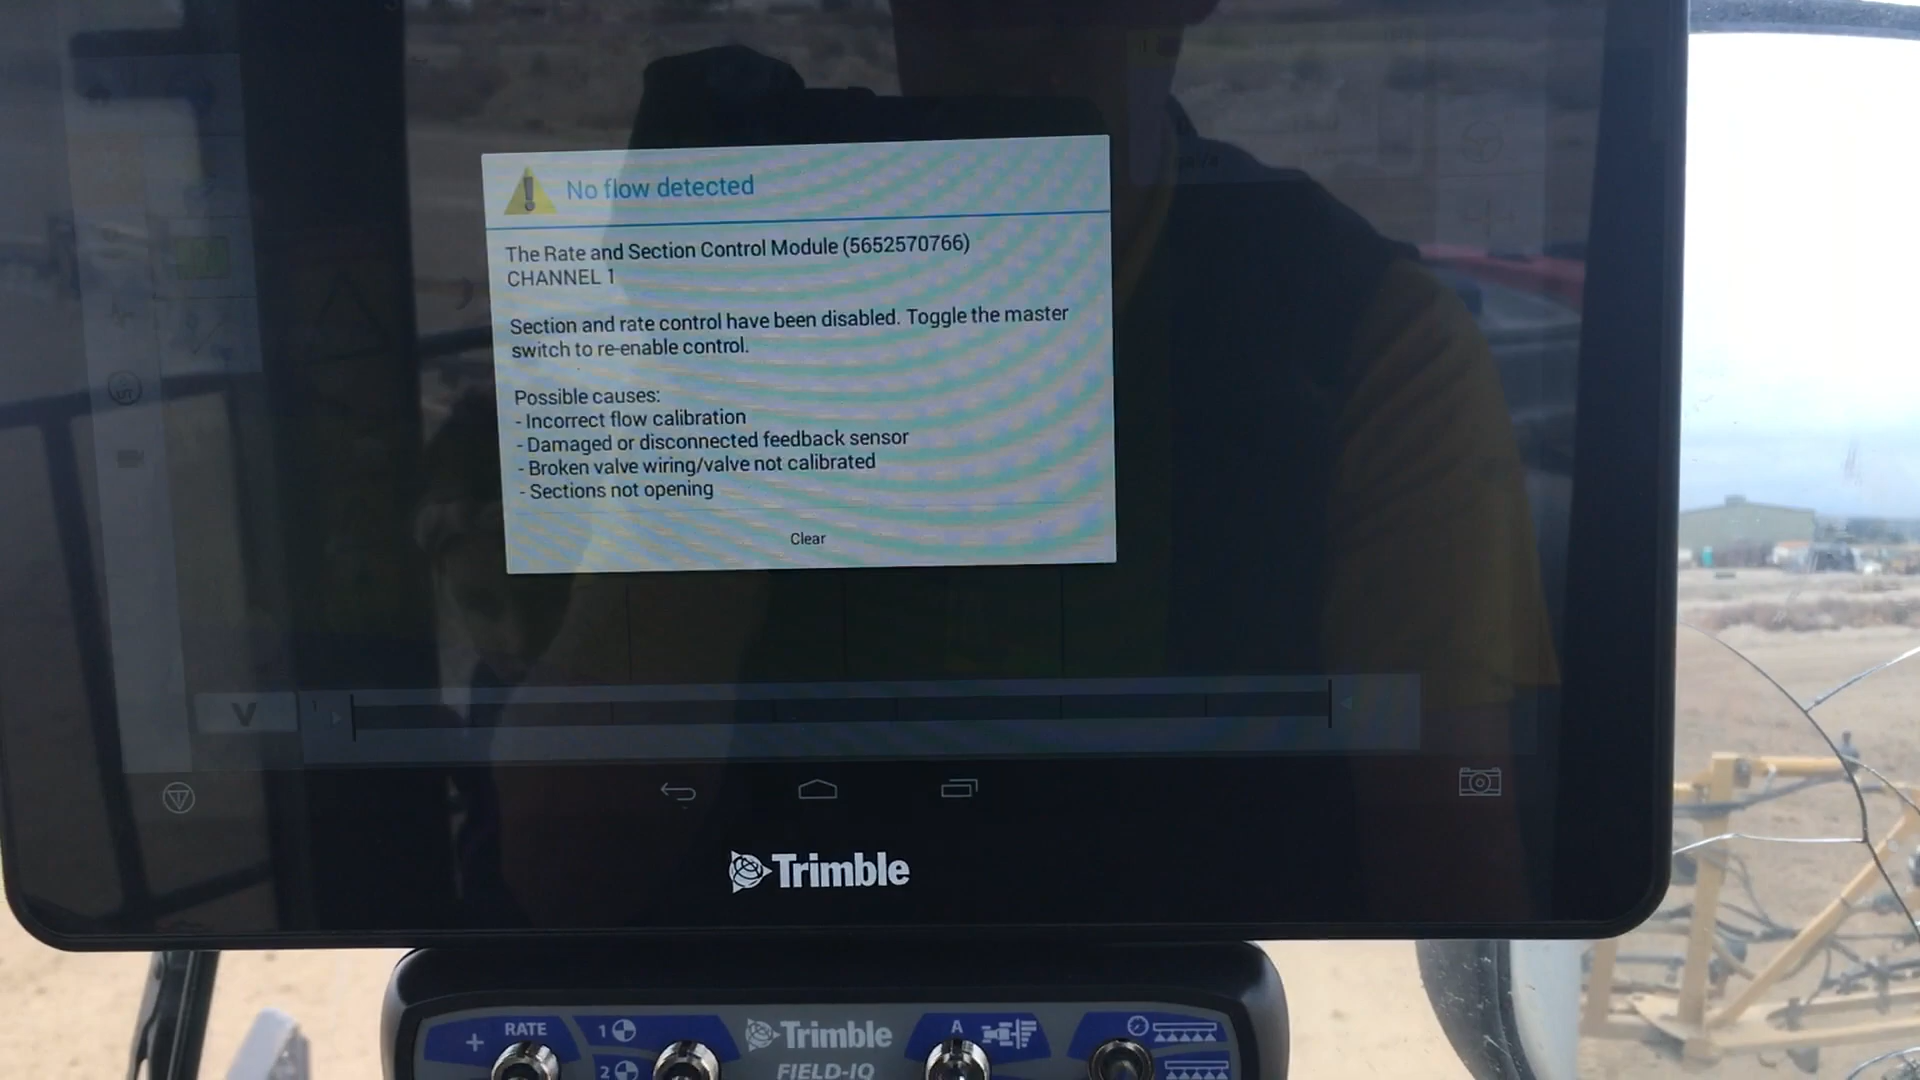 No flow detected
The Rate and Section Control Module (5652570766)
CHANNEL 1
Section and rate control have been disabled. Toggle the master
switch to re-enable control.
Possible causes:
- Incorrect flow calibration
- Damaged or disconnected feedback sensor
- Broken valve wiring/valve not calibrated
- Sections not opening
Clear
V
1
Trimble
+ RATE
1
2
Trimble
FIELD-IQ
A